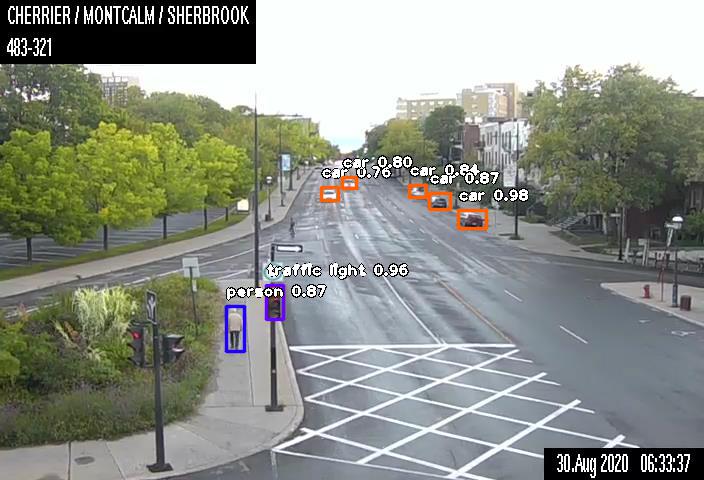 CHERRIER / MONTCALM / SHERBROOK
483-321
car 0.80
car 0.76
car 0.84
car 0.87
car 0.98
traffic light 0.96
person 0.87
30.Aug 2020 06:33:37